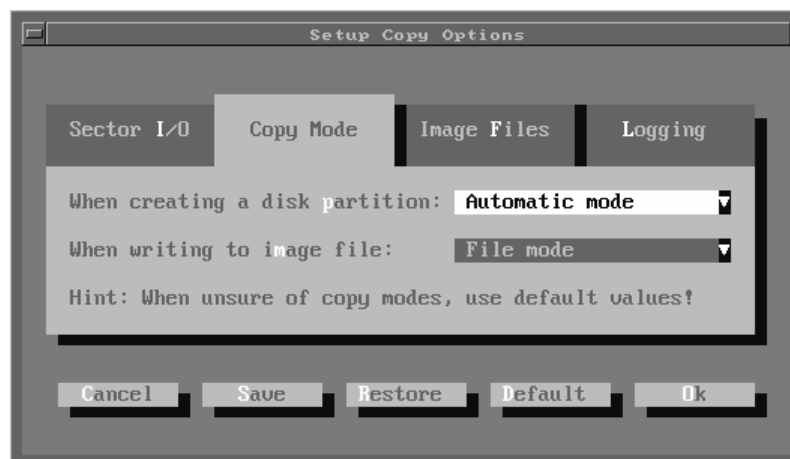 Setup Copy Options
Sector I/O Copy Mode Image Files Logging
When creating a disk partition: Automatic mode
When writing to image file: File mode
Hint: When unsure of copy modes, use default values!
Cancel Save Restore Default Ok